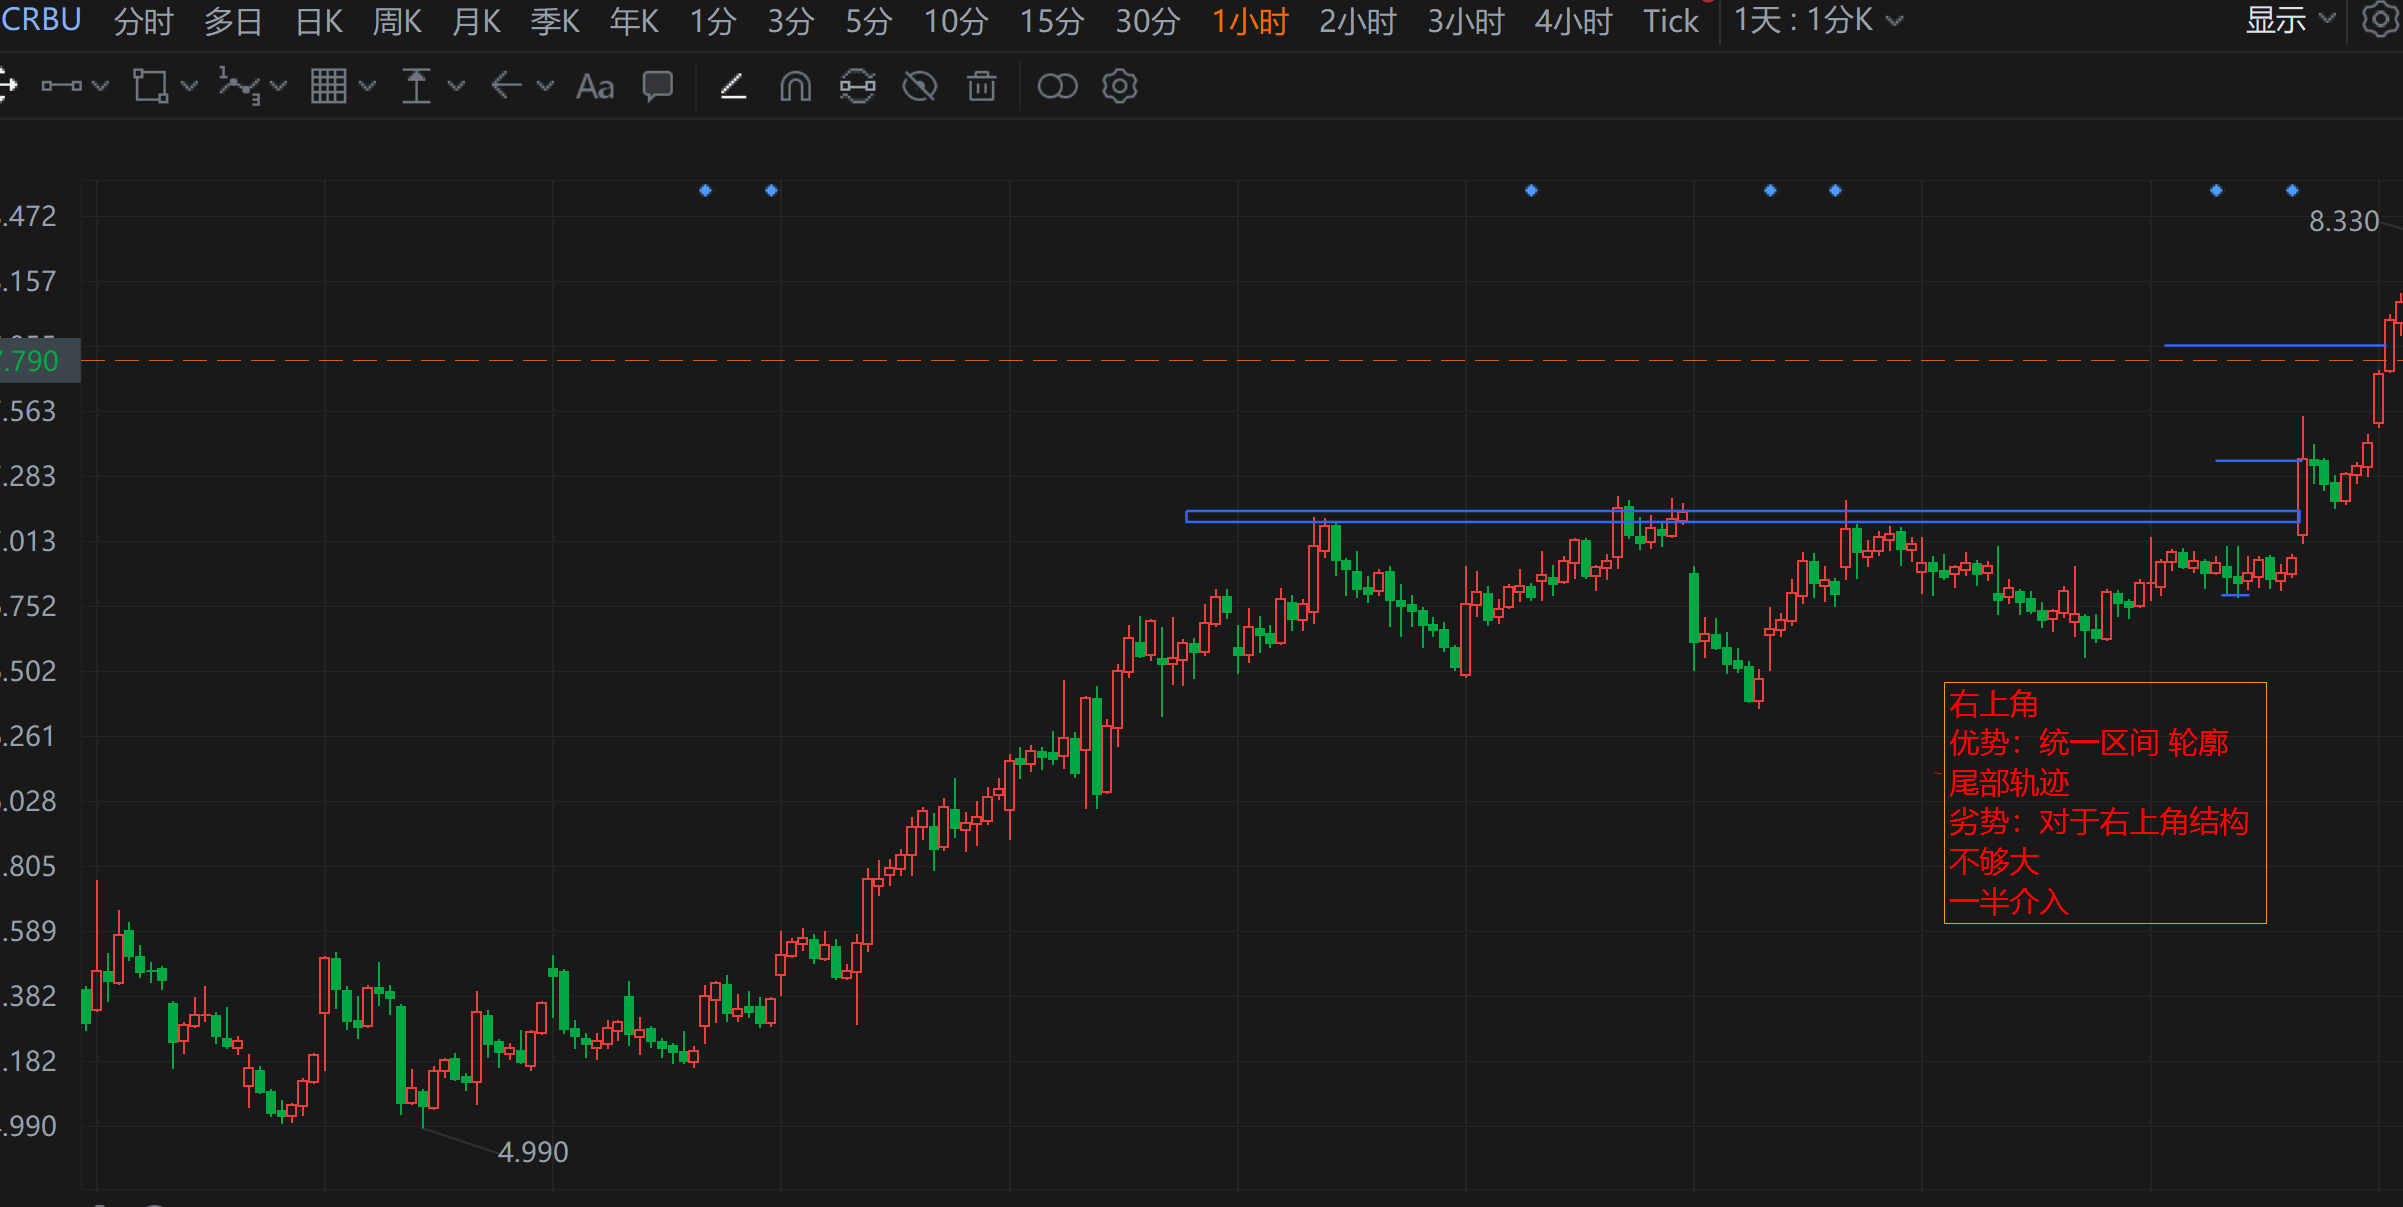 CRBU 分时 多日 日K 周K 月K 季K 年K 1分 3分 5分 10分 15分 30分 1小时 2小时 3小时 4小时 Tick 1天 : 1分K 显示
Aa
.472
8.330
.157
.790
.563
.283
.013
.752
.502
右上角
.261
优势：统一区间 轮廓
尾部轨迹
.028
劣势：对于右上角结构
不够大
.805
一半介入
.589
.382
.182
.990
4.990